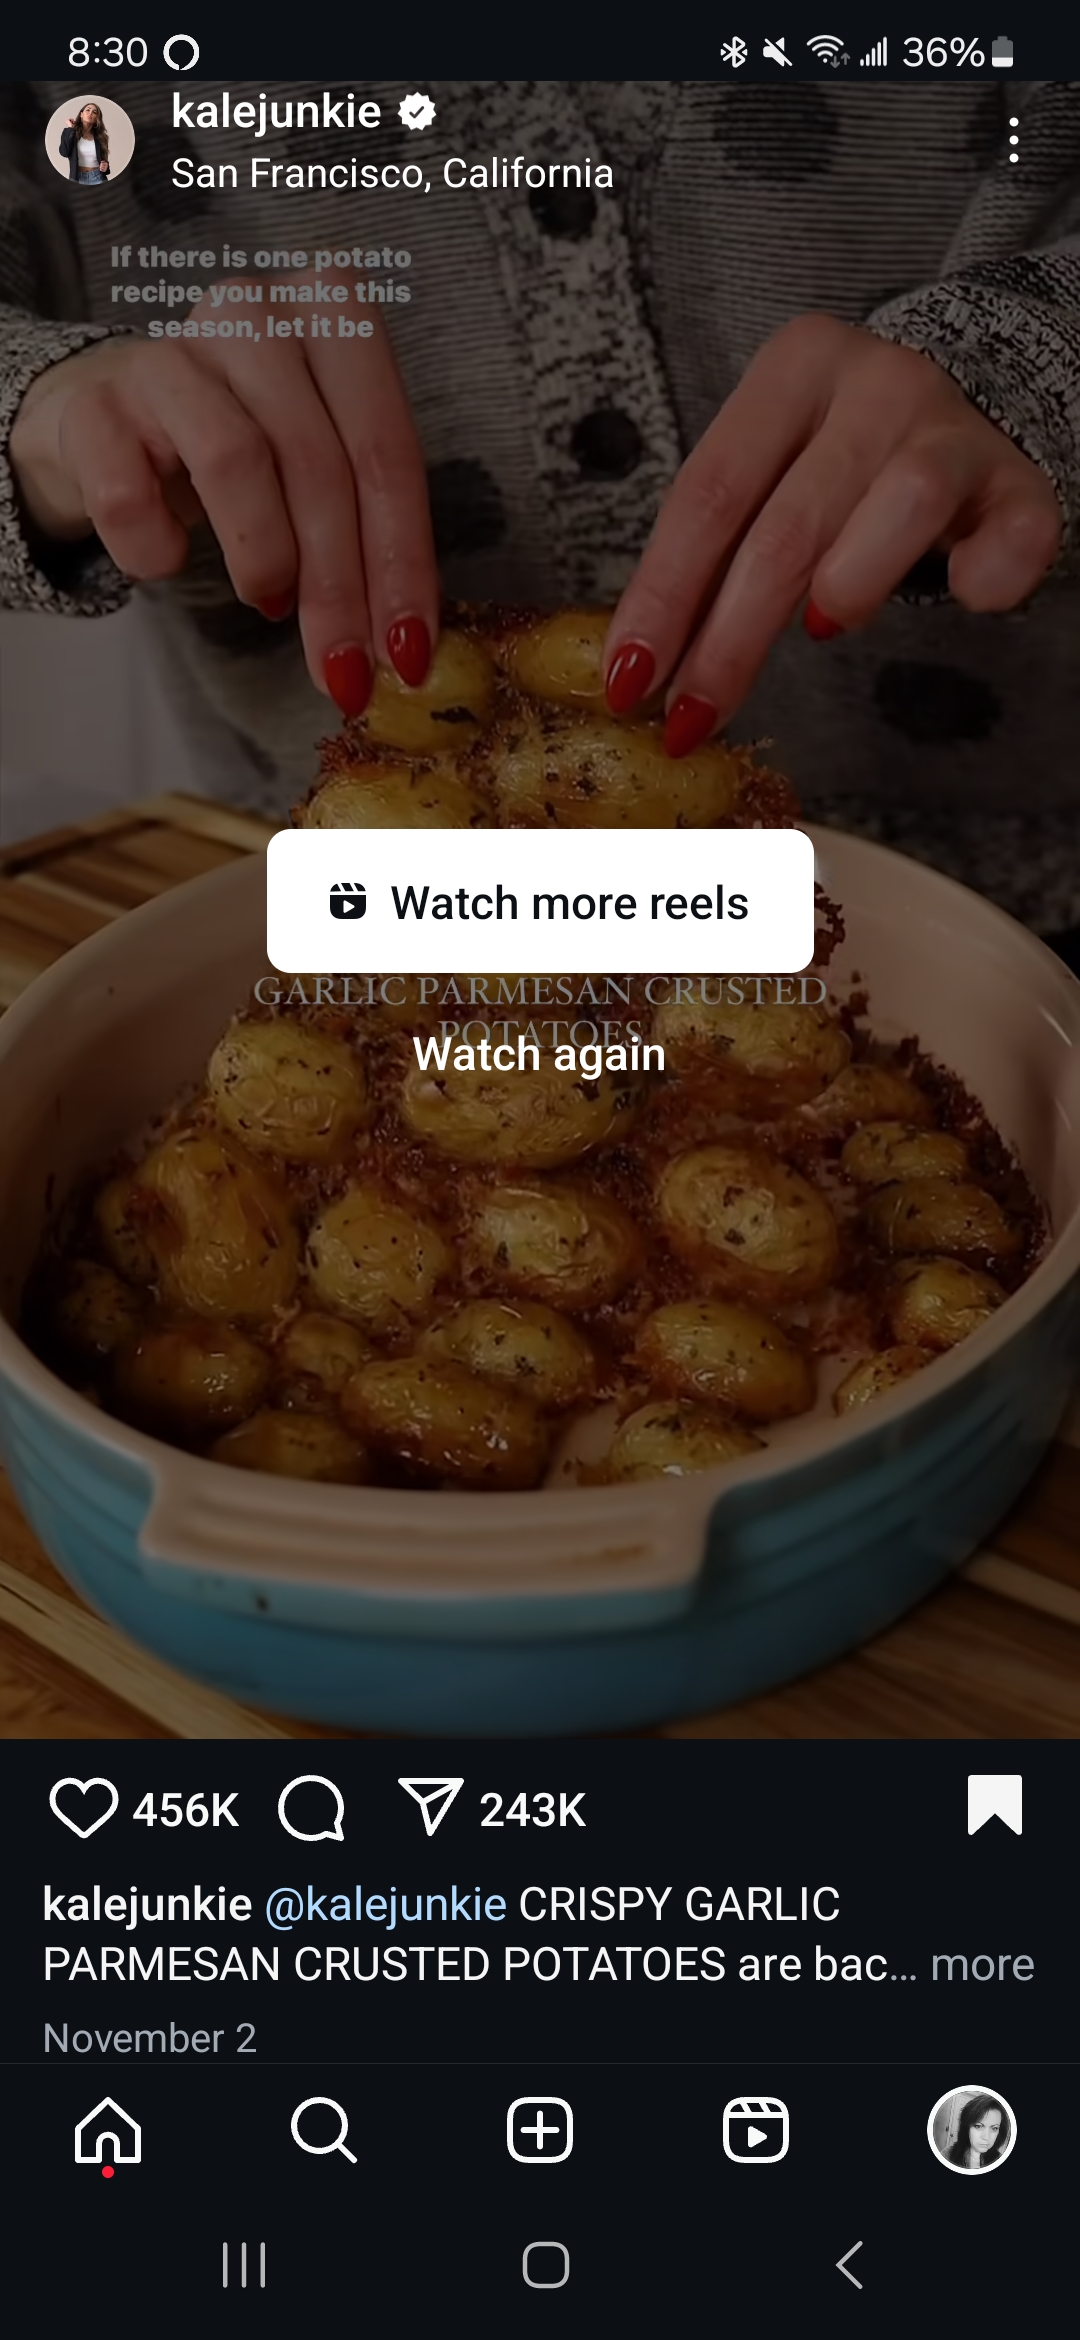 8:30 36%
kalejunkie
San Francisco, California
If there is one potato
recipe you make this
season, let it be
Watch more reels
GARLIC PARMESAN CRUSTED
POTATOES
Watch again
456K 243K
kalejunkie @kalejunkie CRISPY GARLIC
PARMESAN CRUSTED POTATOES are bac... more
November 2